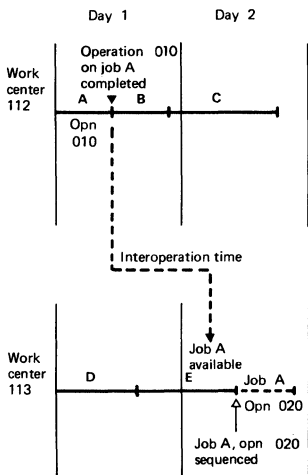 Day 1 Day 2
Operation 010
on job A
completed
Work
center
112
A B C
Opn
010
Interoperation time
Job A
available
Work
center
113
D E Job A
Opn 020
Job A, opn 020
sequenced